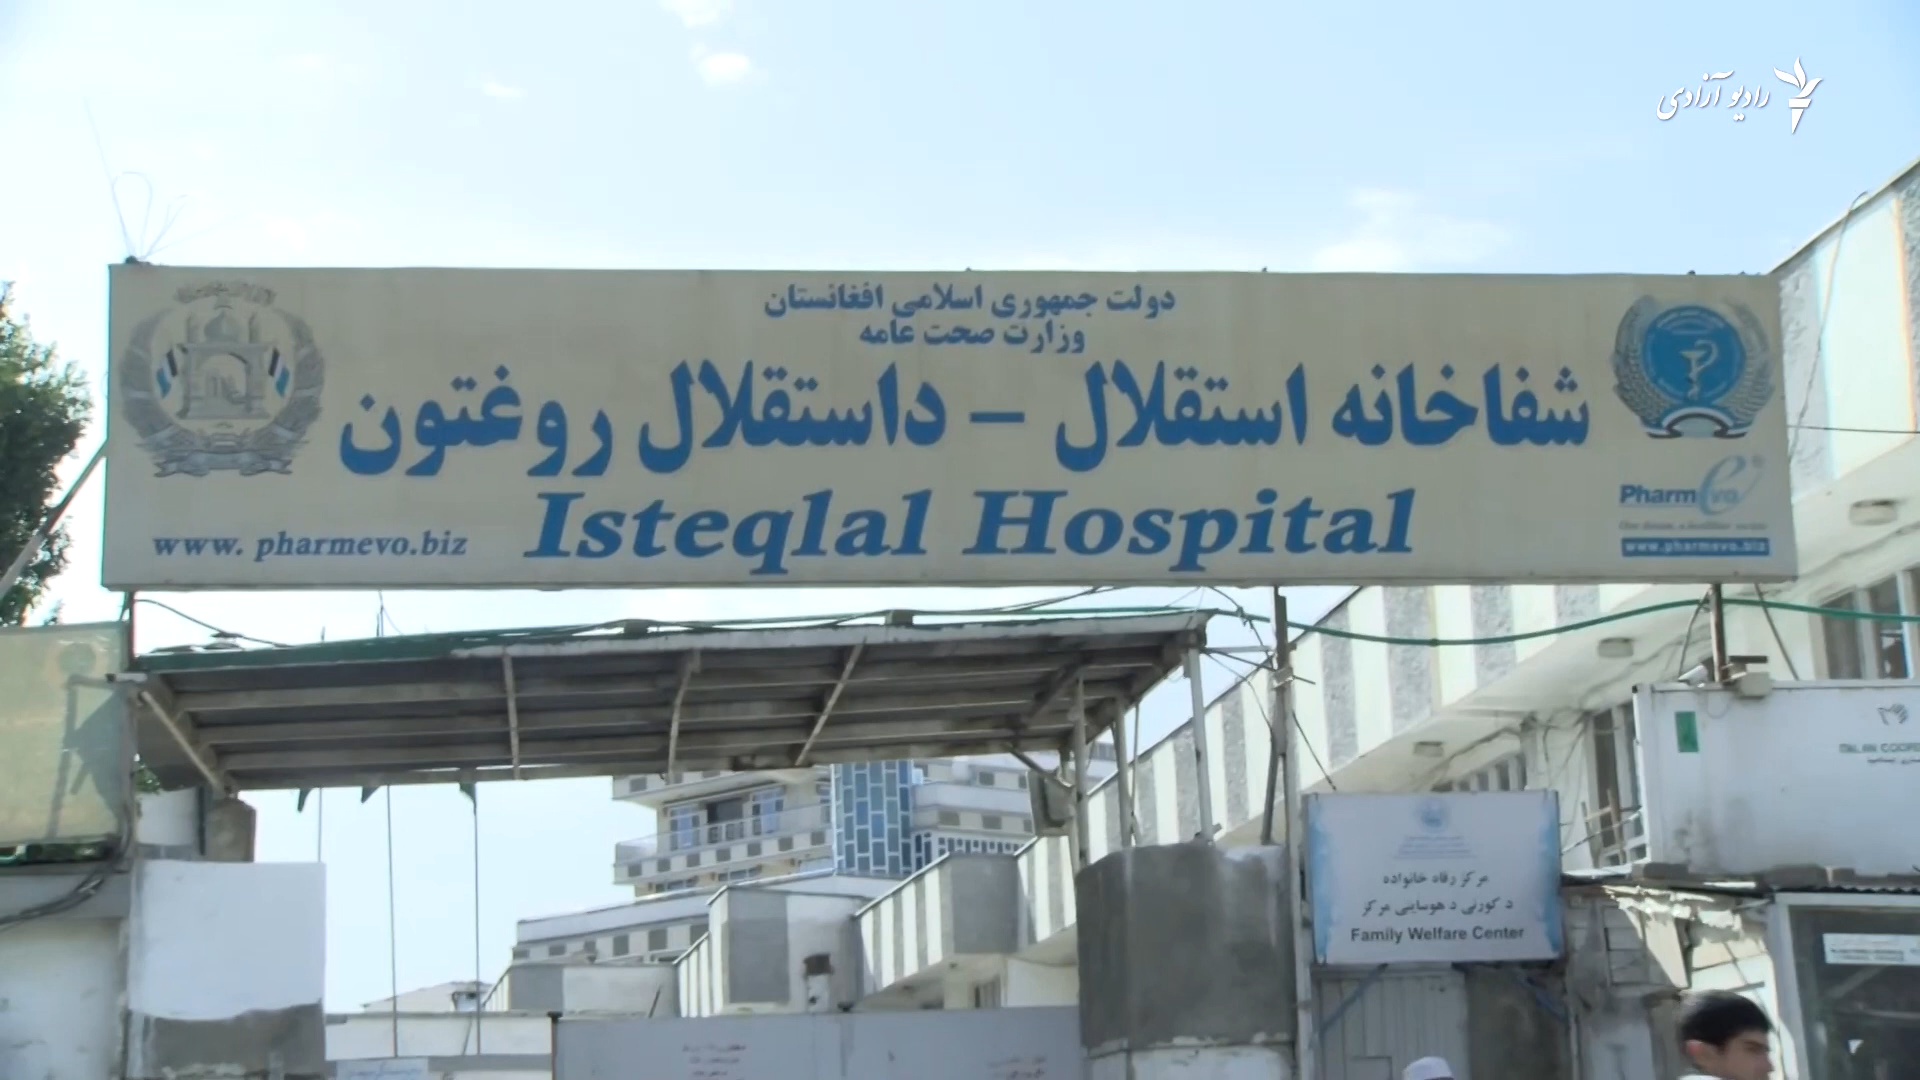 رادیو آزادی
دولت جمهوری اسلامی افغانستان
وزارت صحت عامه
شفاخانه استقلال - داستقلال روغتون
Isteqlal Hospital
www. pharmevo.biz
Pharmevo
www.pharmevo.biz
مرکز رفاه خانواده
د کورنی د هوساینی مرکز
Family Welfare Center